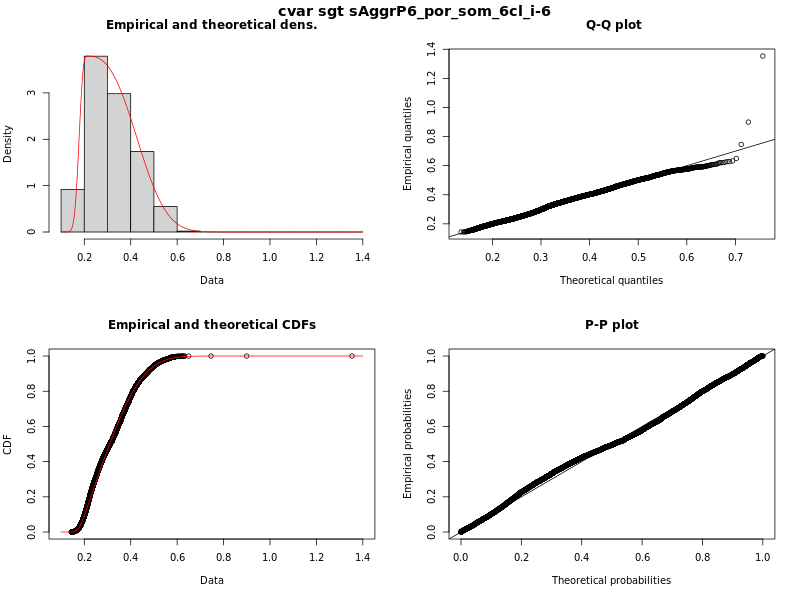 cvar sgt sAggrP6_por_som_6cl_i-6
Empirical and theoretical dens.
Density
0 1 2 3
0.2 0.4 0.6 0.8 1.0 1.2 1.4
Data
Q-Q plot
Empirical quantiles
0.2 0.4 0.6 0.8 1.0 1.2 1.4
0.2 0.3 0.4 0.5 0.6 0.7
Theoretical quantiles
Empirical and theoretical CDFs
CDF
0.0 0.2 0.4 0.6 0.8 1.0
0.2 0.4 0.6 0.8 1.0 1.2 1.4
Data
P-P plot
Empirical probabilities
0.0 0.2 0.4 0.6 0.8 1.0
0.0 0.2 0.4 0.6 0.8 1.0
Theoretical probabilities